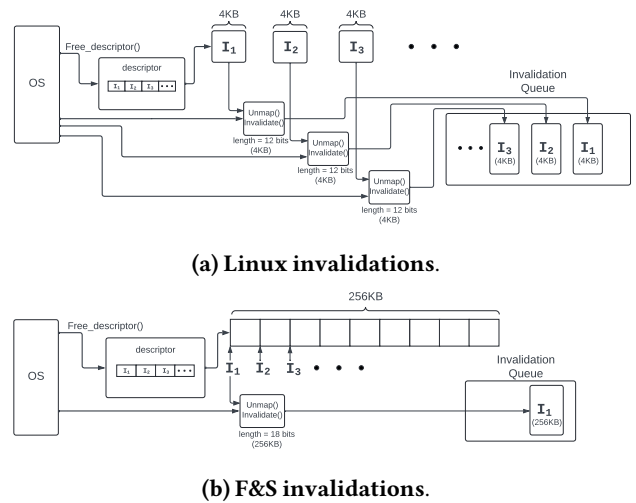 4KB 4KB 4KB
I1 I2 I3 • • •
Free_descriptor()
OS
descriptor
I1 I2 I3 •••
Invalidation
Queue
Unmap()
Invalidate()
length = 12 bits
(4KB)
Unmap()
Invalidate()
length = 12 bits
(4KB)
Unmap()
Invalidate()
length = 12 bits
(4KB)
••• I3 I2 I1
(4KB) (4KB) (4KB)
(a) Linux invalidations.
256KB
Free_descriptor()
OS
descriptor
I1 I2 I3 •••
I1 I2 I3 • • •
Invalidation
Queue
Unmap()
Invalidate()
length = 18 bits
(256KB)
I1
(256KB)
(b) F&S invalidations.